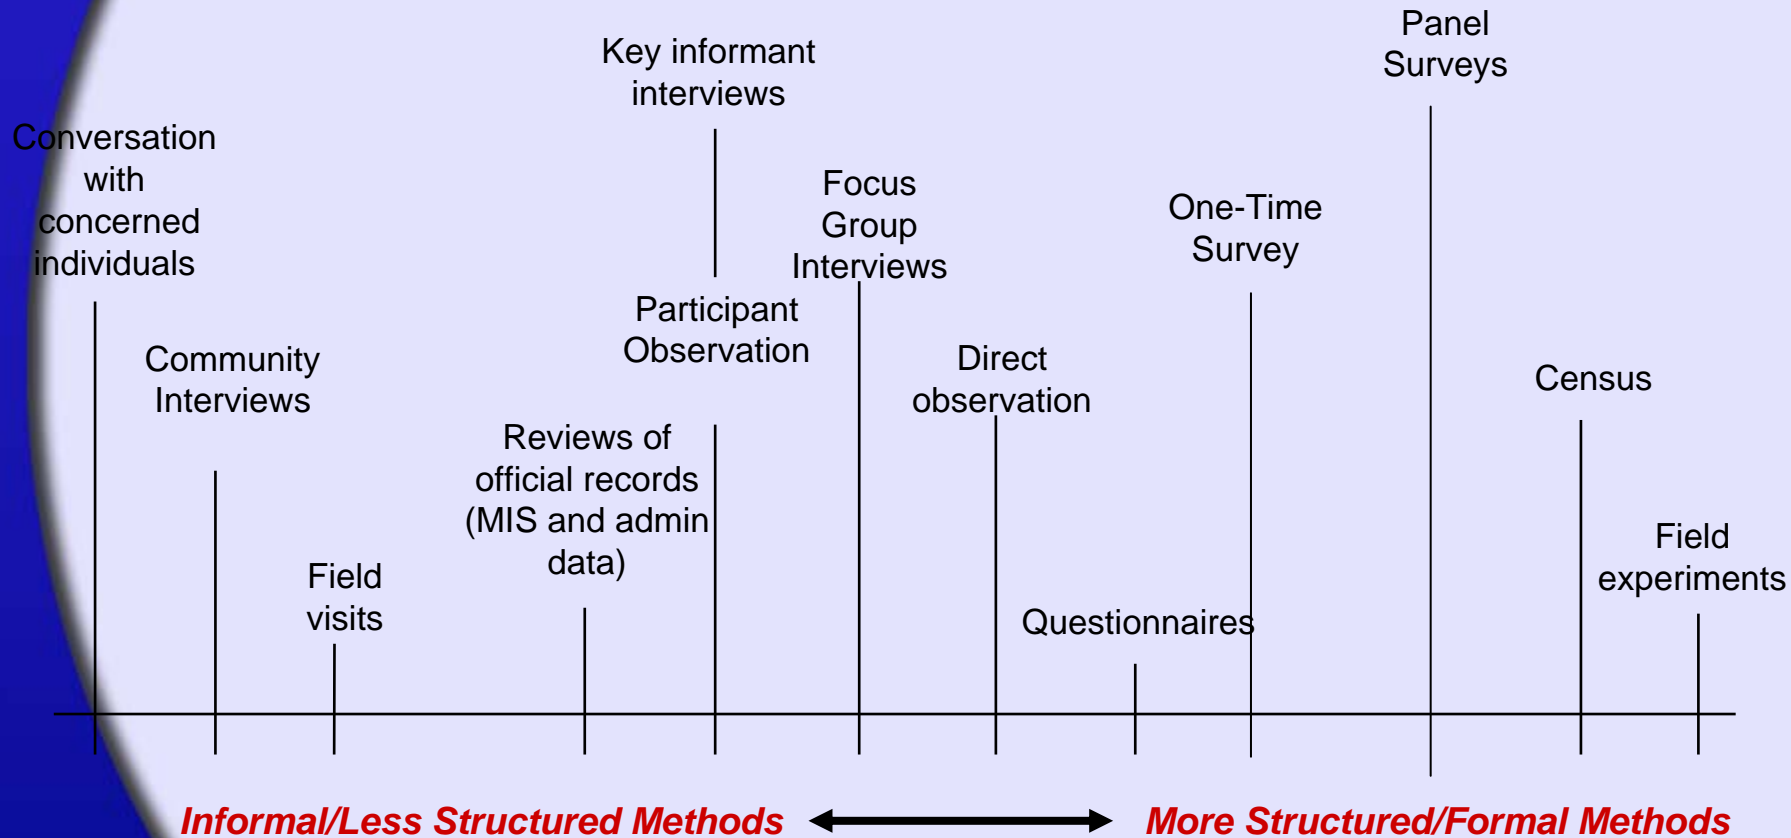 Conversation
with
concerned
individuals
Community
Interviews
Field
visits
Reviews of
official records
(MIS and admin
data)
Key informant
interviews
Participant
Observation
Focus
Group
Interviews
Direct
observation
Questionnaires
One-Time
Survey
Panel
Surveys
Census
Field
experiments
Informal/Less Structured Methods
More Structured/Formal Methods